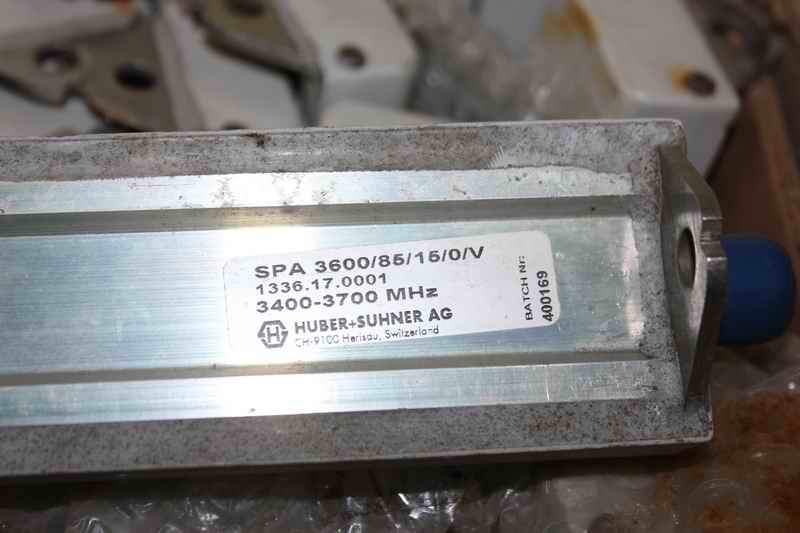 SPA 3600/85/15/0/V
1336.17.0001
3400-3700 MHz
H HUBER+SUHNER AG
CH-9100 Herisau, Switzerland
BATCH Nr:
400169